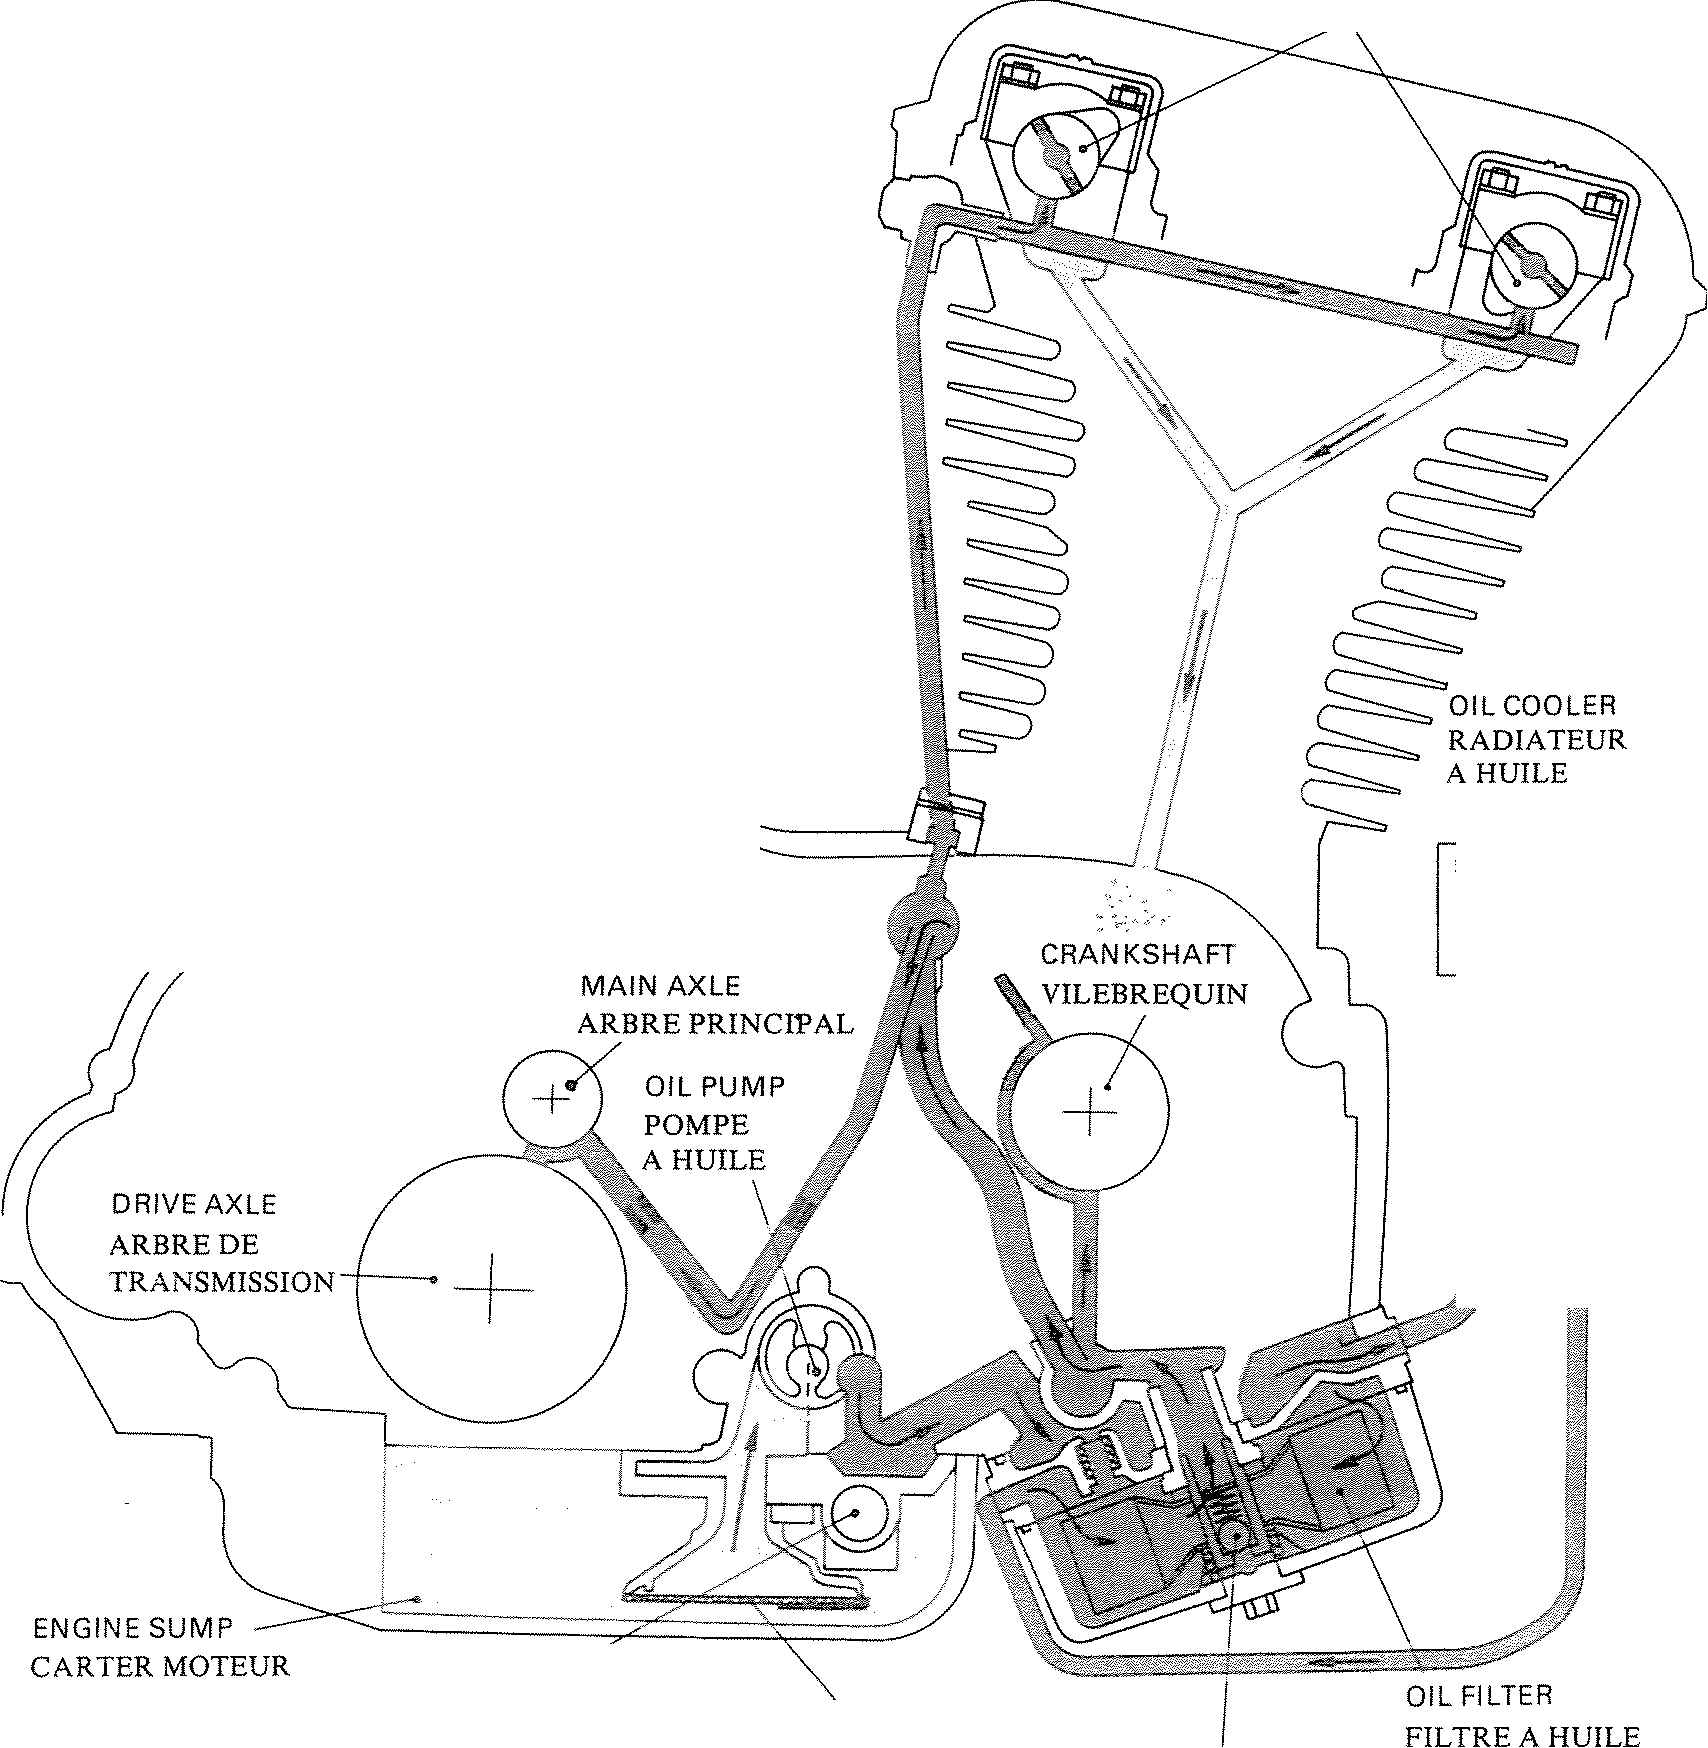 OIL COOLER
RADIATEUR
A HUILE
CRANKSHAFT
VILEBREQUIN
MAIN AXLE
ARBRE PRINCIPAL
OIL PUMP
POMPE
A HUILE
DRIVE AXLE
ARBRE DE
TRANSMISSION
ENGINE SUMP
CARTER MOTEUR
OIL FILTER
FILTRE A HUILE